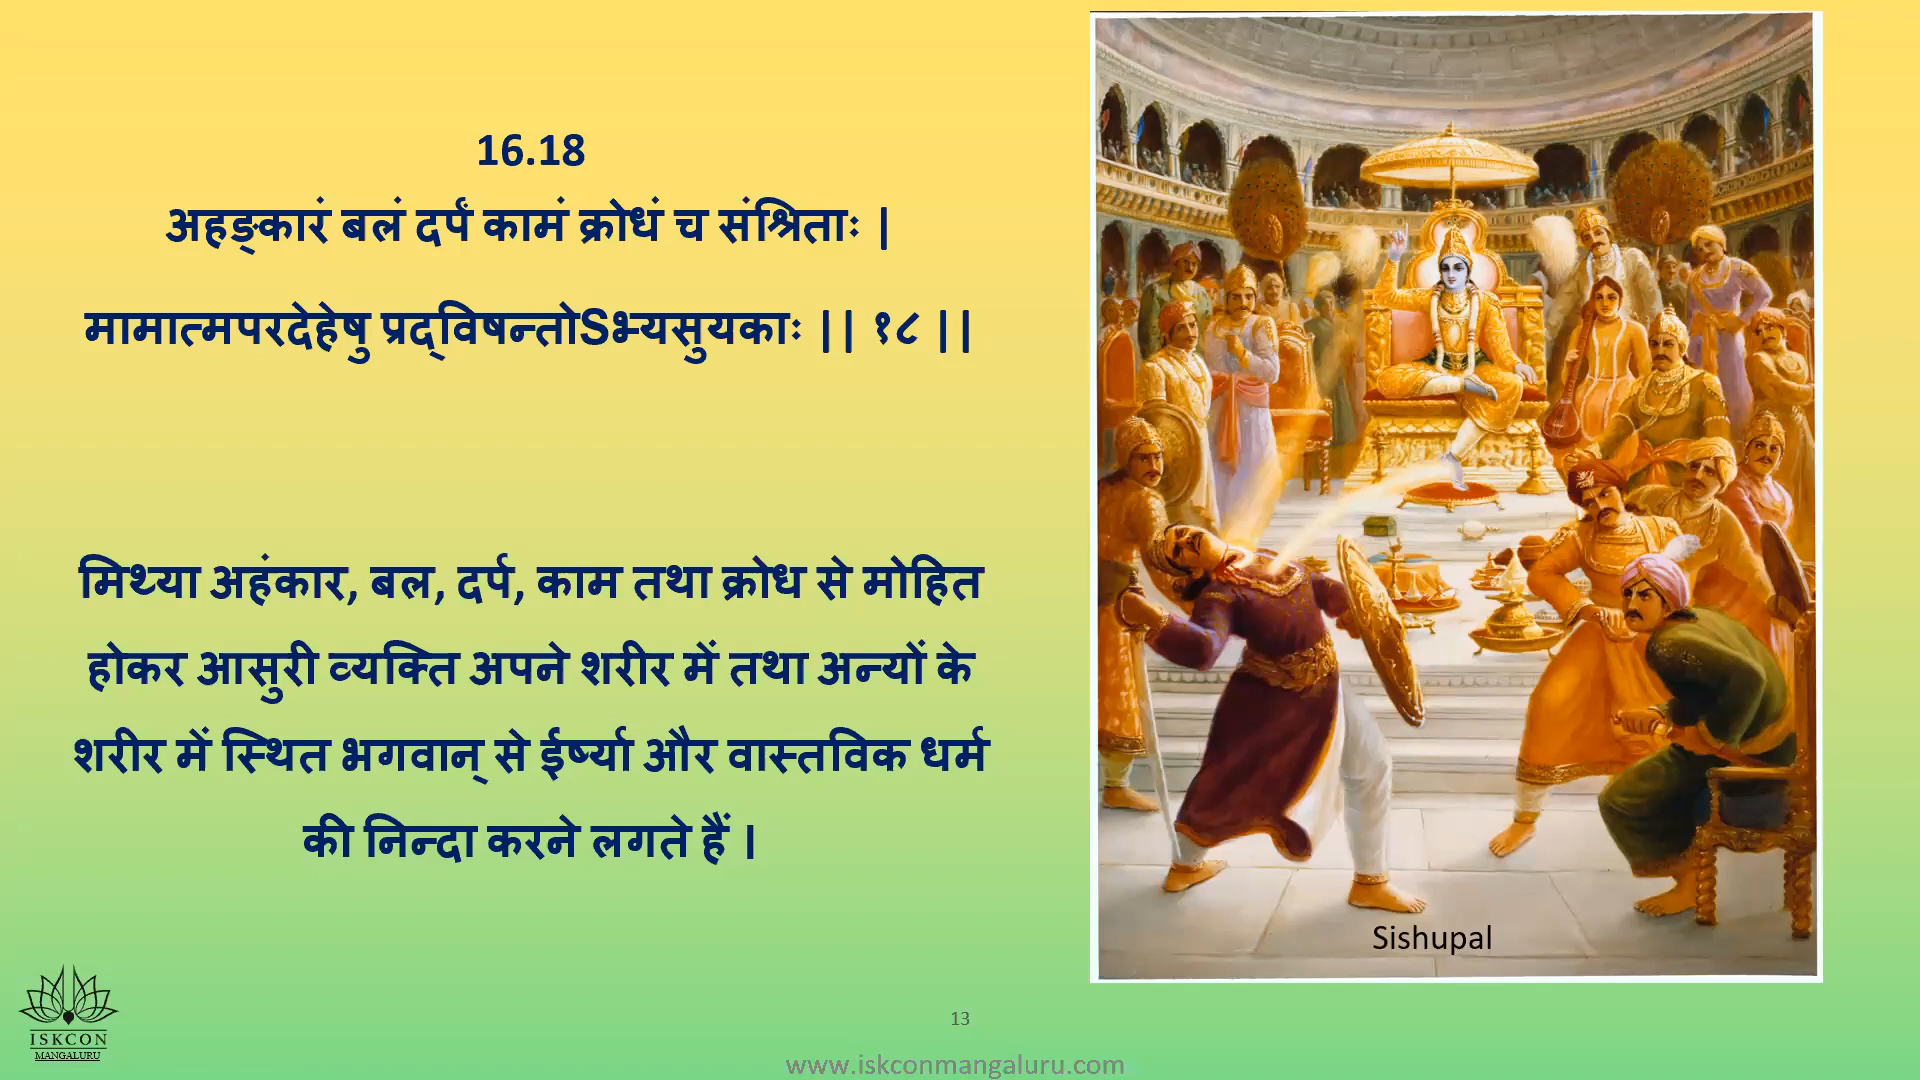 16.18
अहङ्कारं बलं दर्पं कामं क्रोधं च संश्रिताः |
मामात्मपरदेहेषु प्रद्विषन्तोSभ्यसुयकाः || १८ ||
मिथ्या अहंकार, बल, दर्प, काम तथा क्रोध से मोहित
होकर आसुरी व्यक्ति अपने शरीर में तथा अन्यों के
शरीर में स्थित भगवान् से ईर्ष्या और वास्तविक धर्म
की निन्दा करने लगते हैं |
Sishupal
ISKCON
MANGALURU
13
www.iskconmangaluru.com